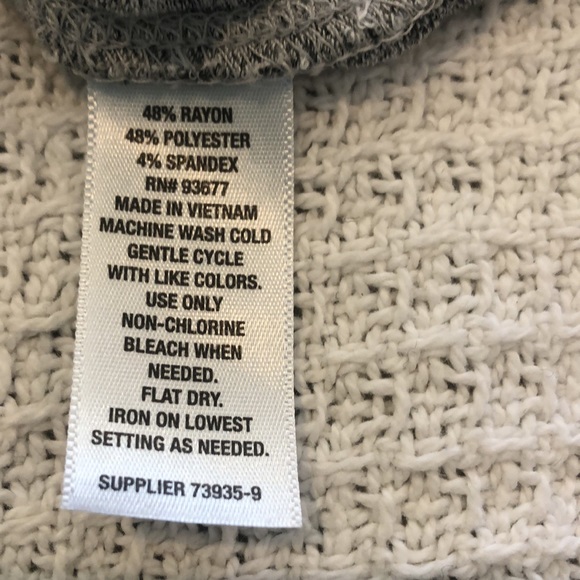 48% RAYON
48% POLYESTER
4% SPANDEX
RN# 93677
MADE IN VIETNAM
MACHINE WASH COLD
GENTLE CYCLE
WITH LIKE COLORS.
USE ONLY
NON-CHLORINE
BLEACH WHEN
NEEDED.
FLAT DRY.
IRON ON LOWEST
SETTING AS NEEDED.
SUPPLIER 73935-9